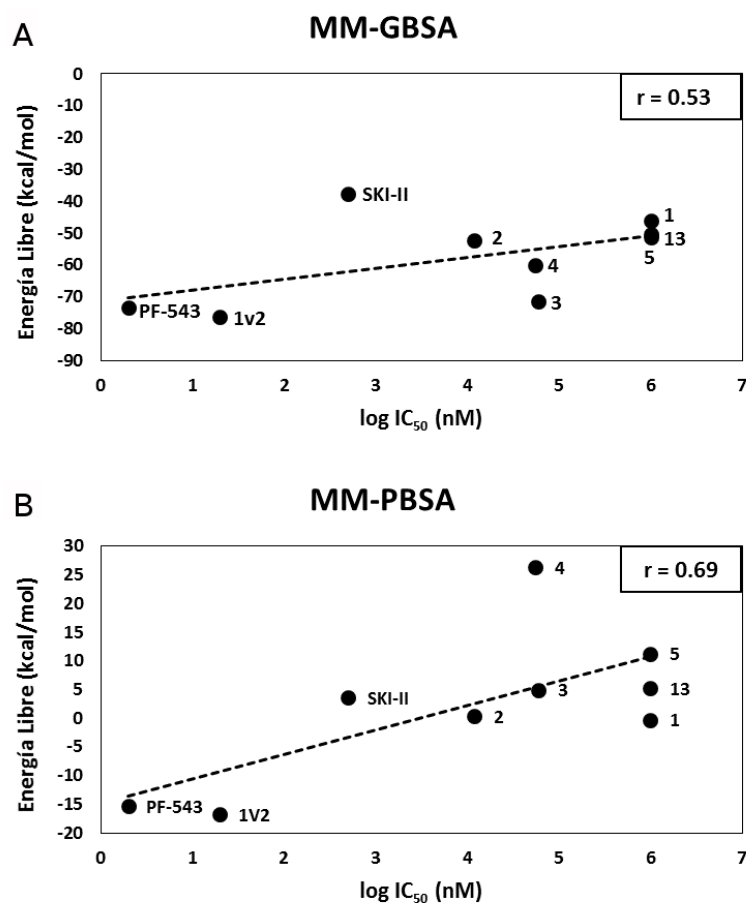 A
MM-GBSA
r = 0.53
Energía Libre (kcal/mol)
0
-10
-20
-30
-40
-50
-60
-70
-80
-90
SKI-II
1
2
13
5
4
3
PF-543
1v2
0 1 2 3 4 5 6 7
log IC₅₀ (nM)
B
MM-PBSA
r = 0.69
Energía Libre (kcal/mol)
30
25
20
15
10
5
0
-5
-10
-15
-20
4
5
SKI-II
3
13
2
1
PF-543
1V2
0 1 2 3 4 5 6 7
log IC₅₀ (nM)